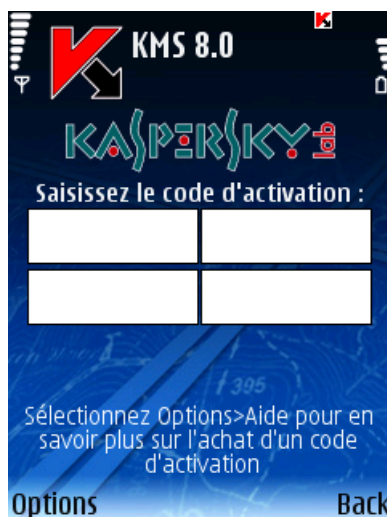 KMS 8.0
KASPERSKY lab
Saisissez le code d'activation :
395
Sélectionnez Options>Aide pour en
savoir plus sur l'achat d'un code
d'activation
Options Back